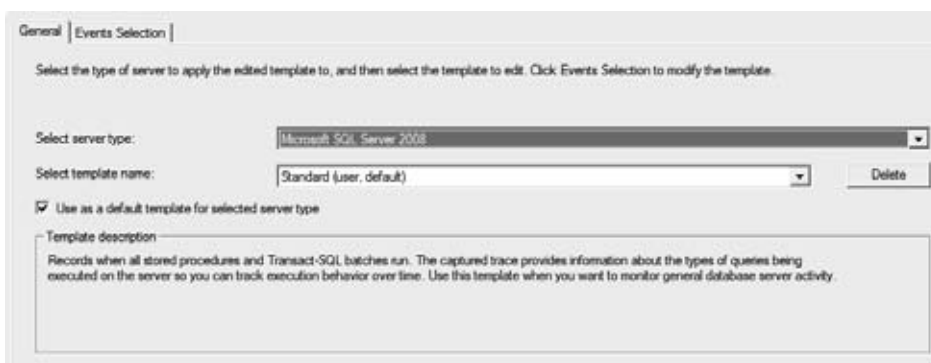 General Events Selection
Select the type of server to apply the edited template to, and then select the template to edit. Click Events Selection to modify the template.
Select server type: Microsoft SQL Server 2008
Select template name: Standard (user, default) Delete
Use as a default template for selected server type
Template description
Records when all stored procedures and Transact-SQL batches run. The captured trace provides information about the types of queries being
executed on the server so you can track execution behavior over time. Use this template when you want to monitor general database server activity.